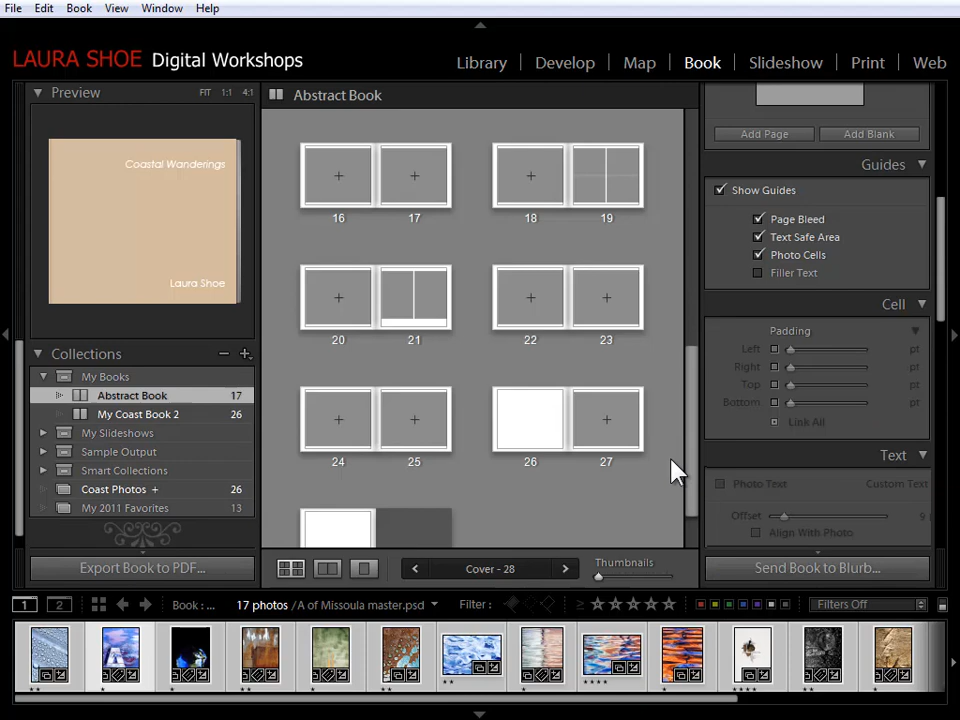 File Edit Book View Window Help
LAURA SHOE Digital Workshops
Library | Develop | Map | Book | Slideshow | Print | Web
Preview FIT 1:1 4:1
Abstract Book
Add Page Add Blank
Coastal Wanderings
Laura Shoe
16 17 18 19
Guides
Show Guides
Page Bleed
Text Safe Area
Photo Cells
Filler Text
20 21 22 23
Cell
Padding
Left pt
Right pt
Top pt
Bottom pt
Link All
Collections
My Books
Abstract Book 17
My Coast Book 2 26
My Slideshows
Sample Output
Smart Collections
Coast Photos + 26
My 2011 Favorites 13
24 25 26 27
Text
Photo Text Custom Text
Offset 9
Align With Photo
Export Book to PDF...
Cover - 28
Thumbnails
Send Book to Blurb...
1 2 Book : ... 17 photos /A of Missoula master.psd Filter : Filters Off